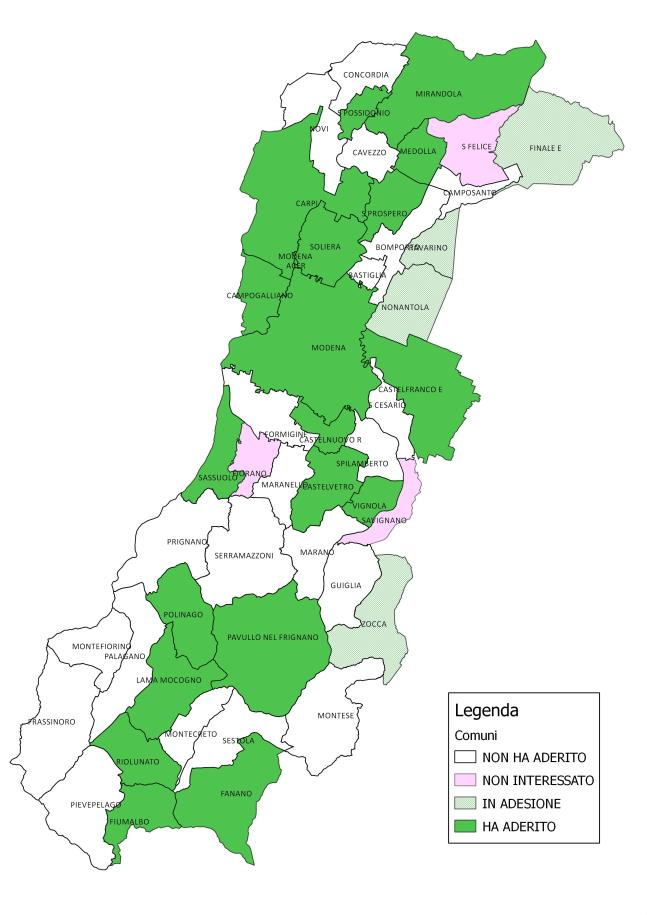 CONCORDIA
MIRANDOLA
S POSSIDONIO
NOVI
S FELICE
FINALE E
CAVEZZO
MEDOLLA
CAMPOSANTO
CARPI
S PROSPERO
SOLIERA
BOMPORTO
RAVARINO
MODENA
AGER
BASTIGLIA
CAMPOGALLIANO
NONANTOLA
MODENA
CASTELFRANCO E
S CESARIO
FORMIGINE
CASTELNUOVO R
SPILAMBERTO
FIORANO
SASSUOLO
MARANELLO
CASTELVETRO
VIGNOLA
SAVIGNANO
PRIGNANO
SERRAMAZZONI
MARANO
GUIGLIA
POLINAGO
ZOCCA
PAVULLO NEL FRIGNANO
MONTEFIORINO
PALAGANO
LAMA MOCOGNO
FRASSINORO
MONTESE
MONTECRETO
SESTOLA
RIOLUNATO
FANANO
PIEVEPELAGO
FIUMALBO
Legenda
Comuni
NON HA ADERITO
NON INTERESSATO
IN ADESIONE
HA ADERITO